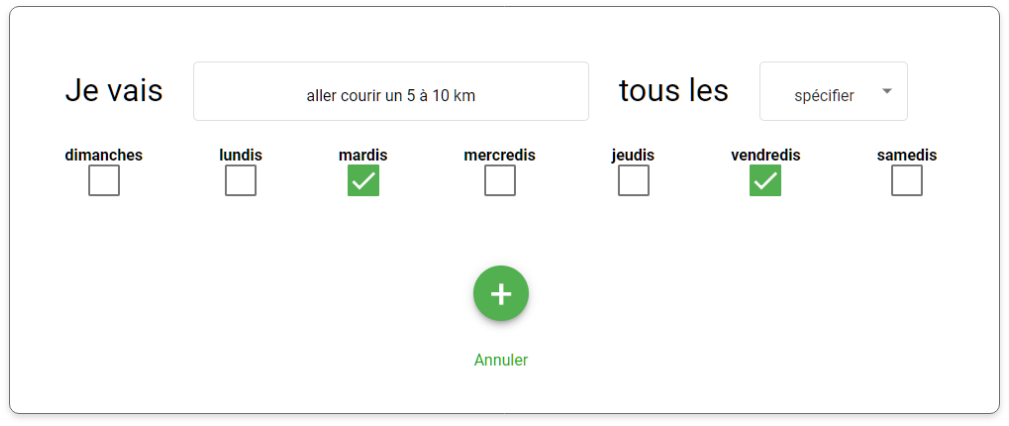 Je vais aller courir un 5 à 10 km tous les spécifier
dimanches lundis mardis mercredis jeudis vendredis samedis
Annuler